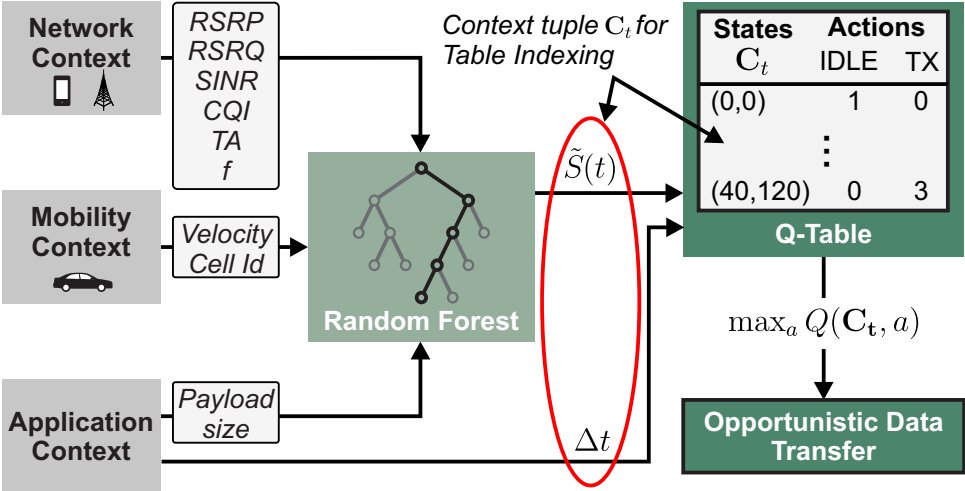 Network
Context
RSRP
RSRQ
SINR
CQI
TA
f
Mobility
Context
Velocity
Cell Id
Application
Context
Payload
size
Random Forest
Context tuple C_t for
Table Indexing
S̃(t)
Δt
States Actions
C_t IDLE TX
(0,0) 1 0
⋮
(40,120) 0 3
Q-Table
max_a Q(C_t, a)
Opportunistic Data
Transfer